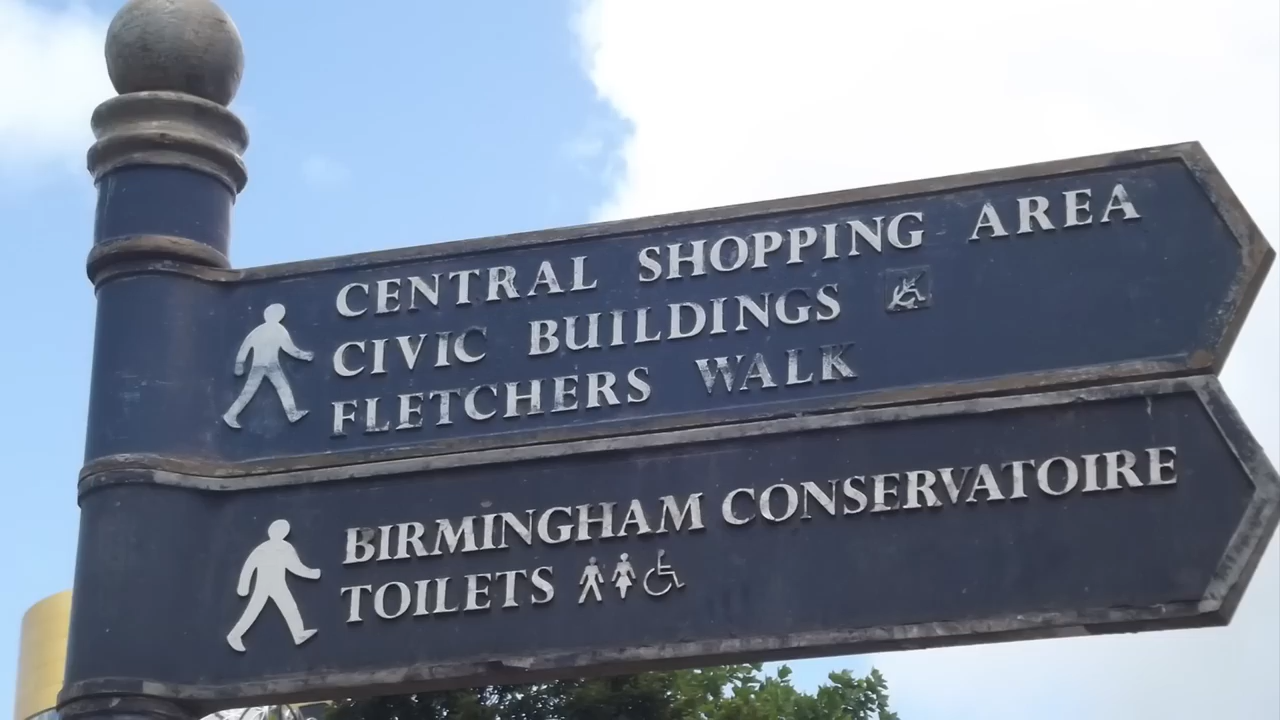 CENTRAL SHOPPING AREA
CIVIC BUILDINGS
FLETCHERS WALK
BIRMINGHAM CONSERVATOIRE
TOILETS